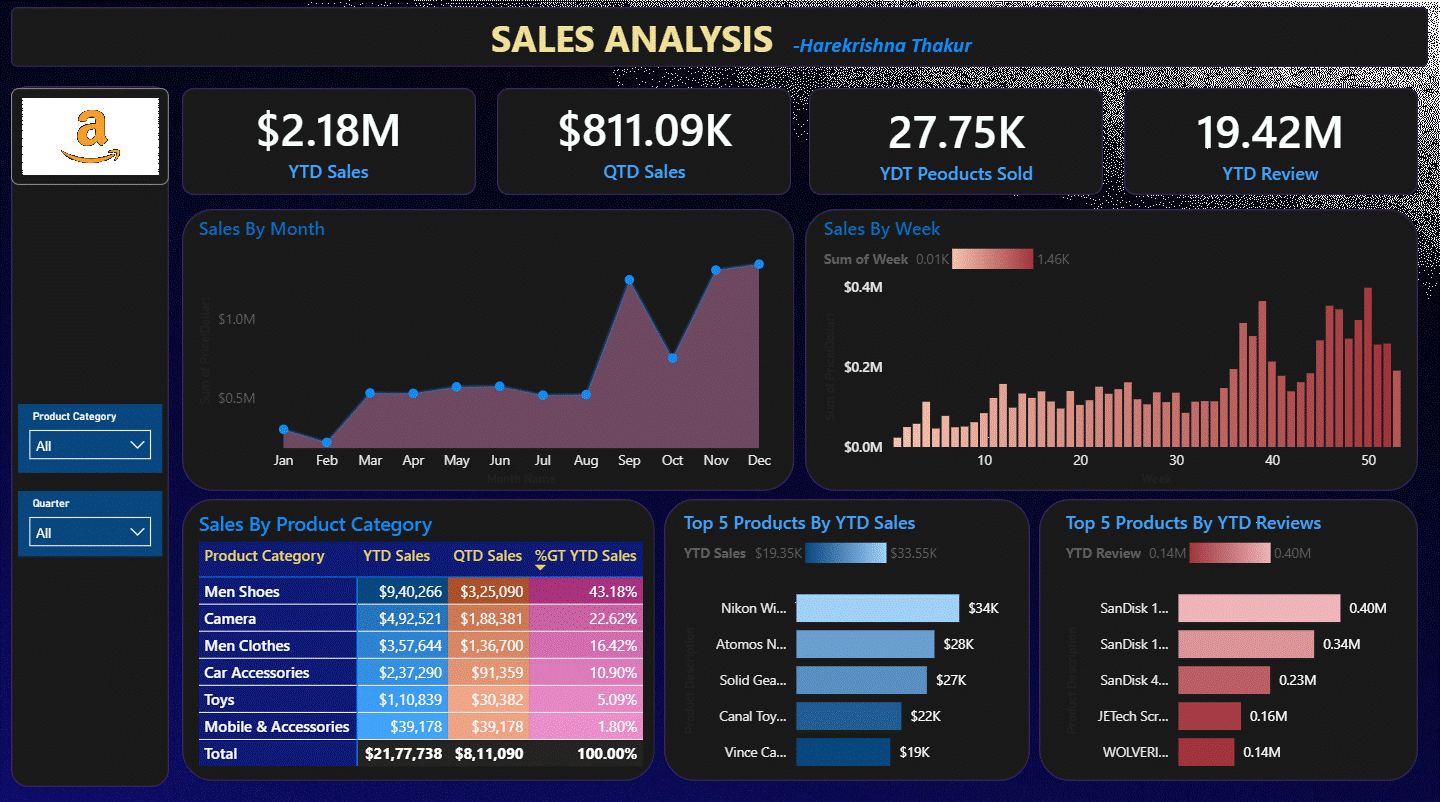 SALES ANALYSIS -Harekrishna Thakur
a
$2.18M
YTD Sales
$811.09K
QTD Sales
27.75K
YDT Peoducts Sold
19.42M
YTD Review
Product Category
All
Quarter
All
Sales By Month
Sum of Price(Dollar)
$1.0M
$0.5M
Jan Feb Mar Apr May Jun Jul Aug Sep Oct Nov Dec
Month Name
Sales By Week
Sum of Week 0.01K 1.46K
Sum of Price(Dollar)
$0.4M
$0.2M
$0.0M
10 20 30 40 50
Week
Sales By Product Category
Product Category YTD Sales QTD Sales %GT YTD Sales
Men Shoes $9,40,266 $3,25,090 43.18%
Camera $4,92,521 $1,88,381 22.62%
Men Clothes $3,57,644 $1,36,700 16.42%
Car Accessories $2,37,290 $91,359 10.90%
Toys $1,10,839 $30,382 5.09%
Mobile & Accessories $39,178 $39,178 1.80%
Total $21,77,738 $8,11,090 100.00%
Top 5 Products By YTD Sales
YTD Sales $19.35K $33.55K
Product Description
Nikon Wi... $34K
Atomos N... $28K
Solid Gea... $27K
Canal Toy... $22K
Vince Ca... $19K
Top 5 Products By YTD Reviews
YTD Review 0.14M 0.40M
Product Description
SanDisk 1... 0.40M
SanDisk 1... 0.34M
SanDisk 4... 0.23M
JETech Scr... 0.16M
WOLVERI... 0.14M